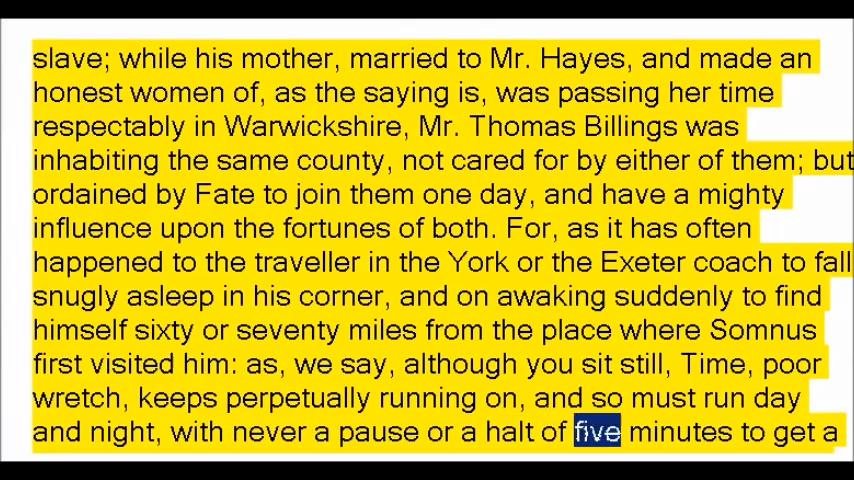 slave; while his mother, married to Mr. Hayes, and made an
honest women of, as the saying is, was passing her time
respectably in Warwickshire, Mr. Thomas Billings was
inhabiting the same county, not cared for by either of them; but
ordained by Fate to join them one day, and have a mighty
influence upon the fortunes of both. For, as it has often
happened to the traveller in the York or the Exeter coach to fall
snugly asleep in his corner, and on awaking suddenly to find
himself sixty or seventy miles from the place where Somnus
first visited him: as, we say, although you sit still, Time, poor
wretch, keeps perpetually running on, and so must run day
and night, with never a pause or a halt of five minutes to get a